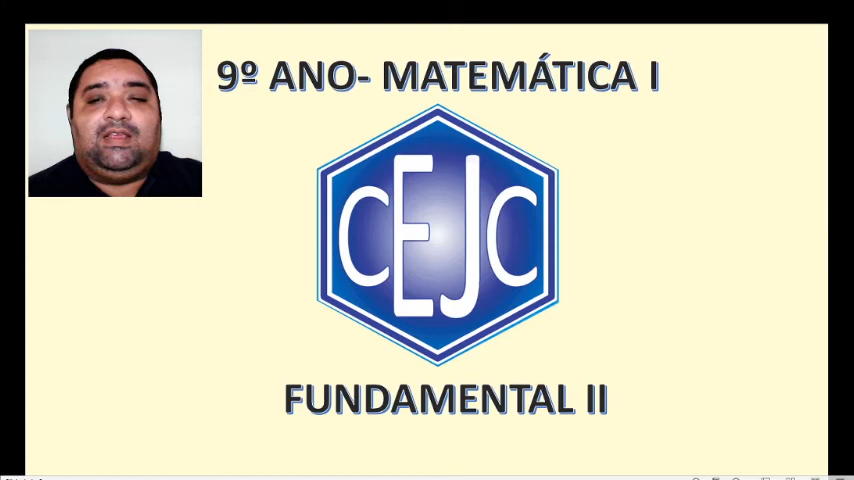 9º ANO- MATEMÁTICA I
CEJC
FUNDAMENTAL II